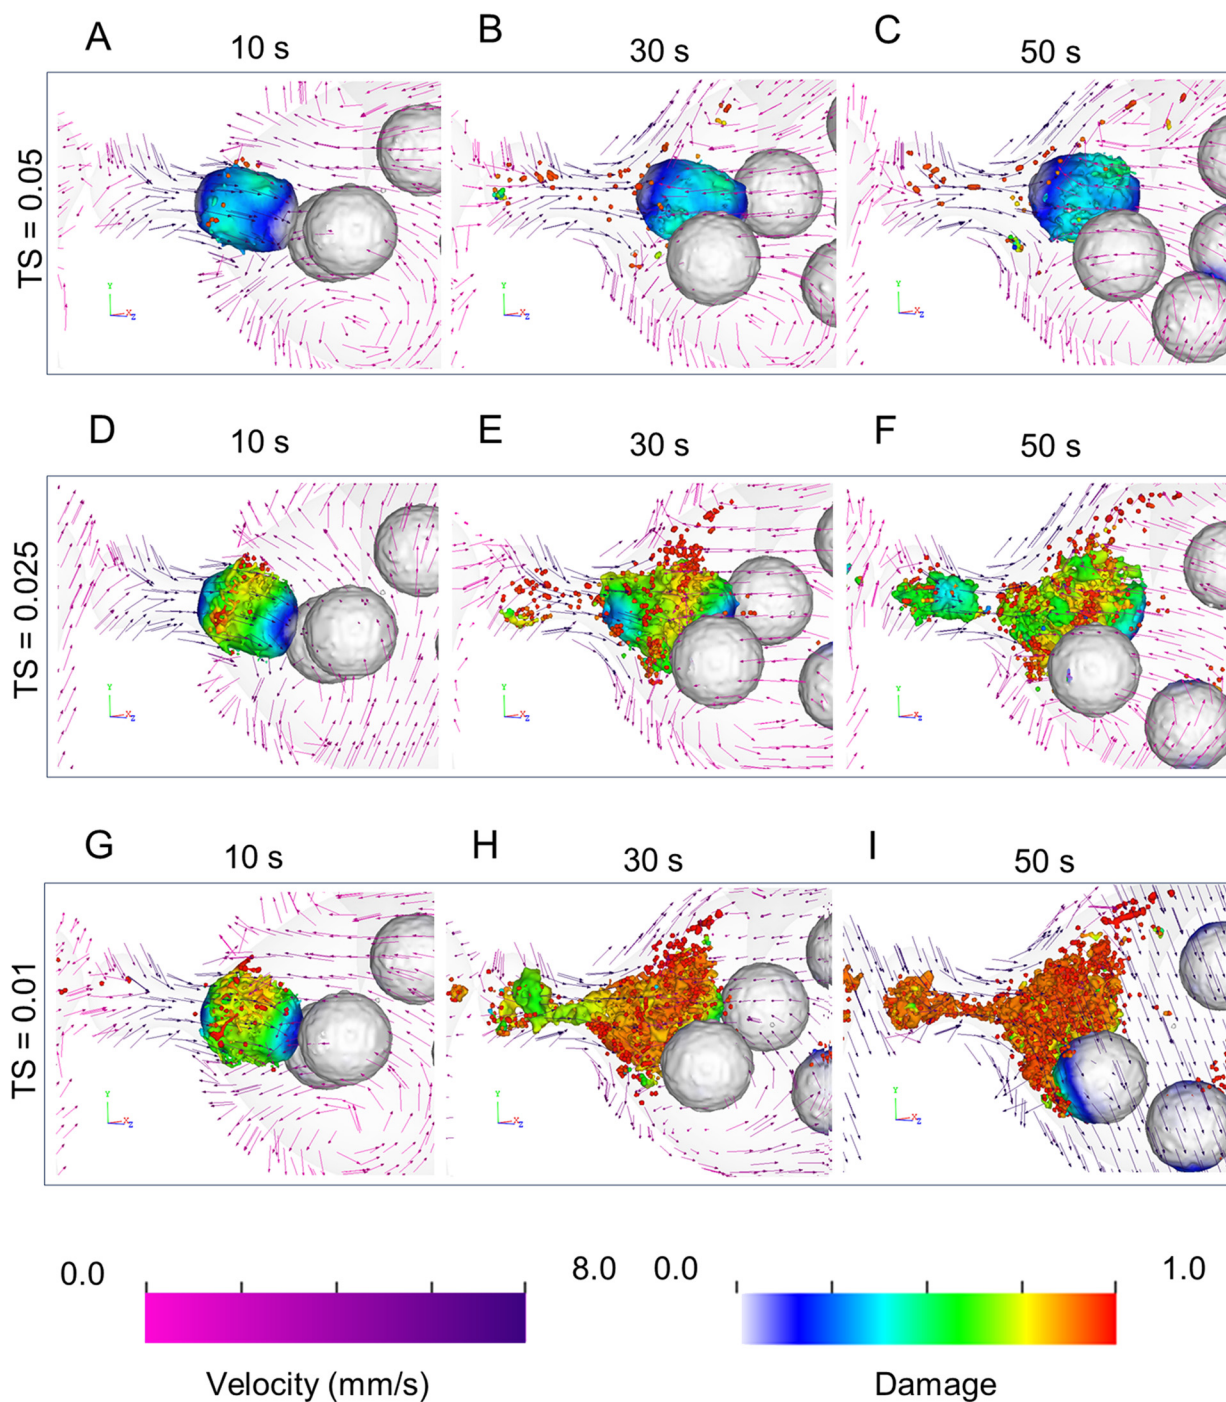 A 10 s B 30 s C 50 s
TS = 0.05
Y X Z Y X Z Y X Z
D 10 s E 30 s F 50 s
TS = 0.025
Y X Z Y X Z Y X Z
G 10 s H 30 s I 50 s
TS = 0.01
Y X Z Y X Z Y X Z
0.0 8.0 0.0 1.0
Velocity (mm/s) Damage